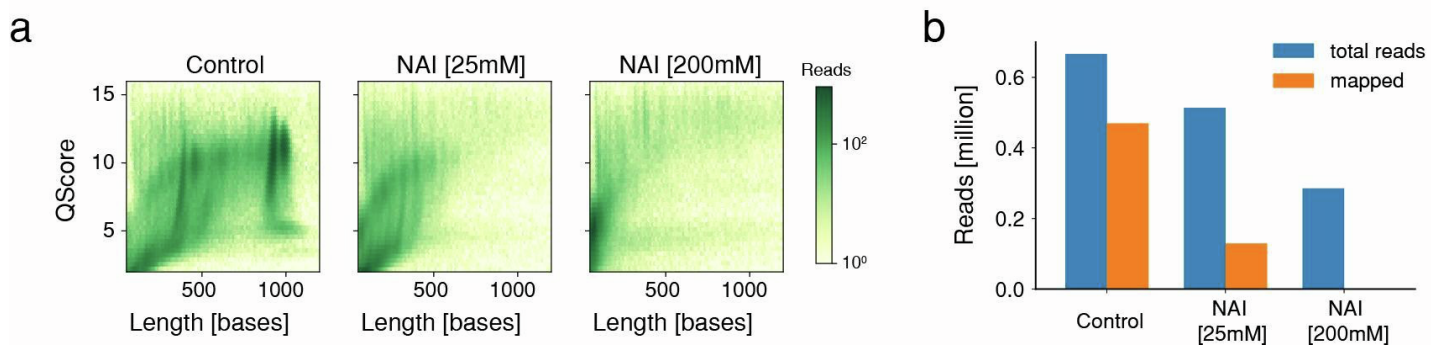 a
Control
NAI [25mM]
NAI [200mM]
Reads
15
10
5
QScore
10²
10⁰
500
1000
500
1000
500
1000
Length [bases]
Length [bases]
Length [bases]
b
total reads
mapped
0.6
0.4
0.2
0.0
Reads [million]
Control
NAI
[25mM]
NAI
[200mM]